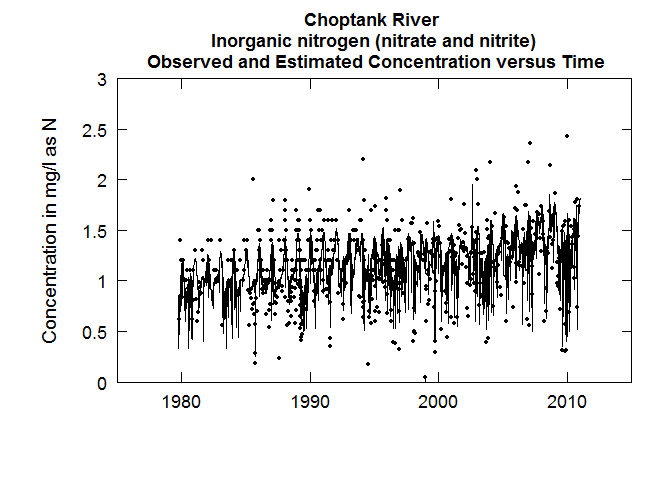 Choptank River
Inorganic nitrogen (nitrate and nitrite)
Observed and Estimated Concentration versus Time
3
2.5
2
1.5
1
0.5
0
Concentration in mg/l as N
1980 1990 2000 2010